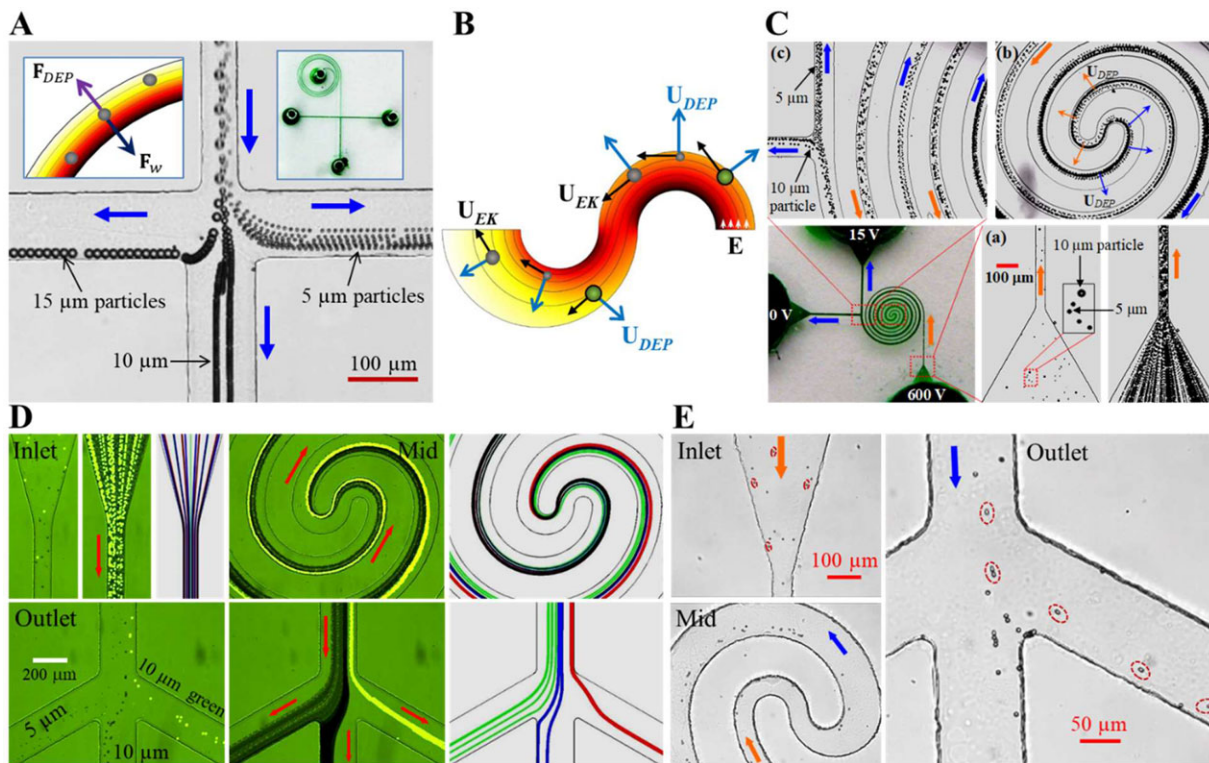 A
F_DEP
F_w
15 µm particles
5 µm particles
10 µm
100 µm
B
U_DEP
U_EK
U_EK
E
U_DEP
C
(c)
5 µm
10 µm
particle
(b)
U_DEP
U_DEP
15 V
0 V
600 V
(a)
100 µm
10 µm particle
5 µm
D
Inlet
Mid
Outlet
200 µm
5 µm
10 µm
10 µm green
E
Inlet
100 µm
Mid
Outlet
50 µm